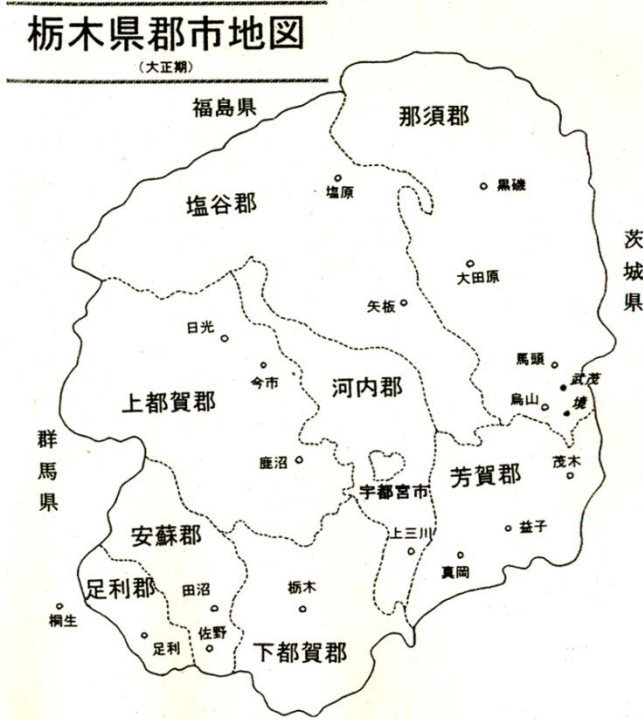 栃木県郡市地図
(大正期)
福島県
那須郡
塩原
黒磯
塩谷郡
茨城県
大田原
矢板
日光
馬頭
今市
武茂
河内郡
上都賀郡
烏山
境
群馬県
鹿沼
芳賀郡
茂木
宇都宮市
安蘇郡
上三川
益子
真岡
足利郡
田沼
栃木
桐生
佐野
足利
下都賀郡